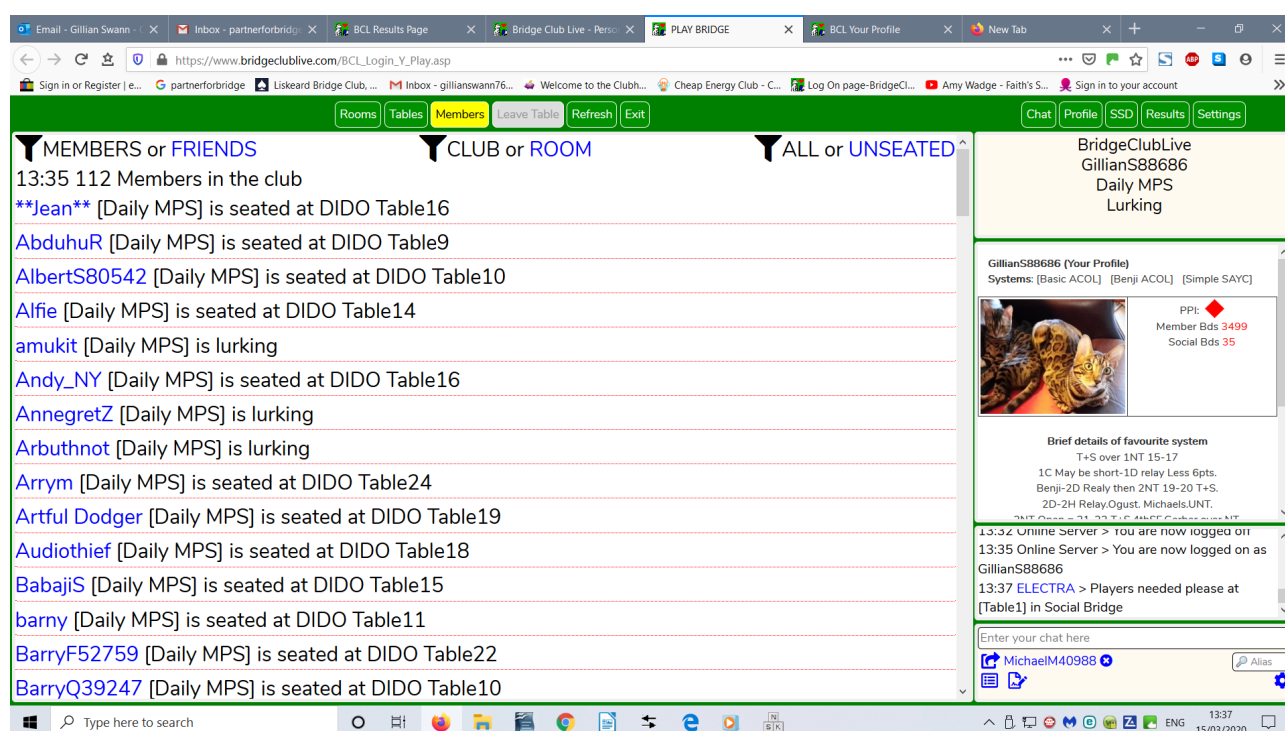 Email - Gillian Swann -
Inbox - partnerforbridg
BCL Results Page
Bridge Club Live - Perso
PLAY BRIDGE
BCL Your Profile
New Tab
https://www.bridgeclublive.com/BCL_Login_Y_Play.asp
Sign in or Register | e...
partnerforbridge
Liskeard Bridge Club, ...
Inbox - gillianswann76...
Welcome to the Clubh...
Cheap Energy Club - C...
Log On page-BridgeCl...
Amy Wadge - Faith's S...
Sign in to your account
Rooms Tables Members Leave Table Refresh Exit
Chat Profile SSD Results Settings
MEMBERS or FRIENDS CLUB or ROOM ALL or UNSEATED
13:35 112 Members in the club
**Jean** [Daily MPS] is seated at DIDO Table16
AbduhuR [Daily MPS] is seated at DIDO Table9
AlbertS80542 [Daily MPS] is seated at DIDO Table10
Alfie [Daily MPS] is seated at DIDO Table14
amukit [Daily MPS] is lurking
Andy_NY [Daily MPS] is seated at DIDO Table16
AnnegretZ [Daily MPS] is lurking
Arbuthnot [Daily MPS] is lurking
Arrym [Daily MPS] is seated at DIDO Table24
Artful Dodger [Daily MPS] is seated at DIDO Table19
Audiothief [Daily MPS] is seated at DIDO Table18
BabajiS [Daily MPS] is seated at DIDO Table15
barny [Daily MPS] is seated at DIDO Table11
BarryF52759 [Daily MPS] is seated at DIDO Table22
BarryQ39247 [Daily MPS] is seated at DIDO Table10
BridgeClubLive
GillianS88686
Daily MPS
Lurking
GillianS88686 (Your Profile)
Systems: [Basic ACOL] [Benji ACOL] [Simple SAYC]
PPI:
Member Bds 3499
Social Bds 35
Brief details of favourite system
T+S over 1NT 15-17
1C May be short-1D relay Less 6pts.
Benji-2D Realy then 2NT 19-20 T+S.
2D-2H Relay.Ogust. Michaels.UNT.
13:32 Online Server > You are now logged off
13:35 Online Server > You are now logged on as
GillianS88686
13:37 ELECTRA > Players needed please at
[Table1] in Social Bridge
Enter your chat here
MichaelM40988
Alias
Type here to search
ENG
13:37
15/03/2020